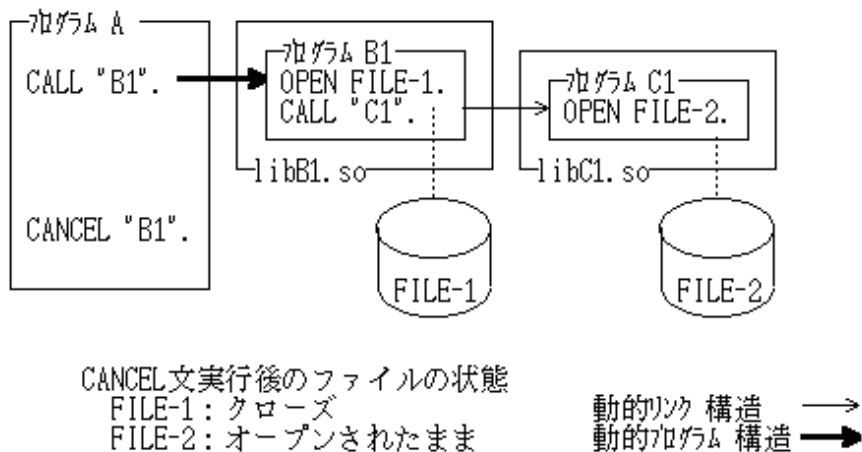 ﾌﾟﾛｸﾞﾗﾑ A
CALL "B1".
CANCEL "B1".
ﾌﾟﾛｸﾞﾗﾑ B1
OPEN FILE-1.
CALL "C1".
libB1.so
ﾌﾟﾛｸﾞﾗﾑ C1
OPEN FILE-2.
libC1.so
FILE-1
FILE-2
CANCEL文実行後のファイルの状態
FILE-1：クローズ
FILE-2：オープンされたまま
動的ﾘﾝｸ 構造
動的ﾌﾟﾛｸﾞﾗﾑ 構造